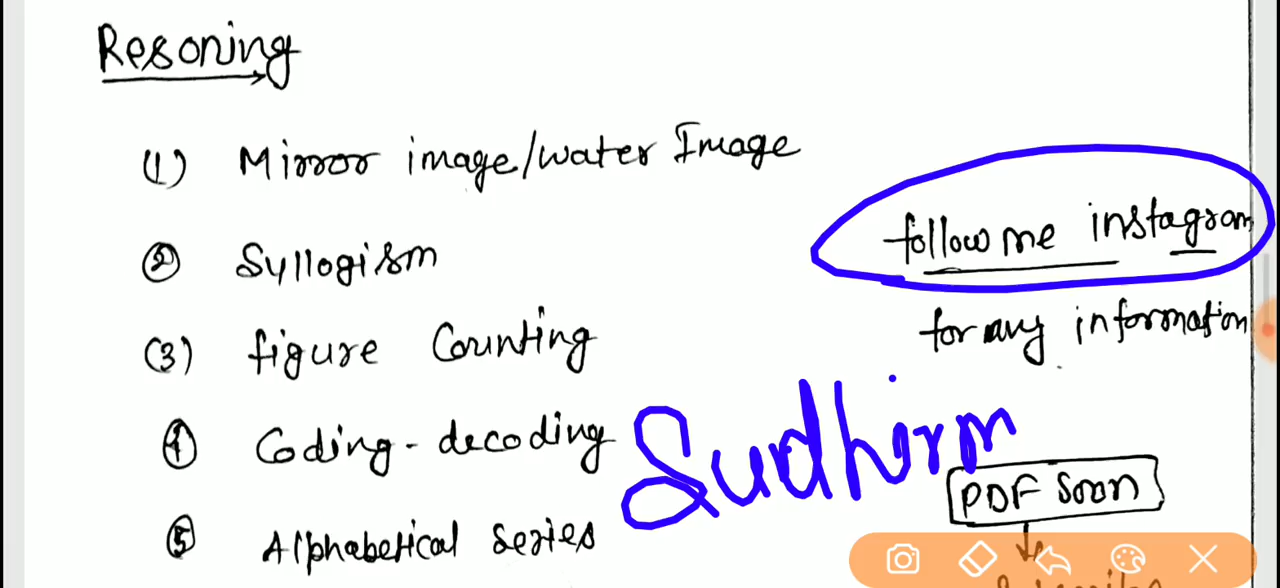 Resoning
(1) Mirror image/water Image
② Syllogism
follow me instagram
(3) figure Counting
for any information
④ Coding-decoding
Sudhirm
PDF Soon
⑤ Alphabetical series